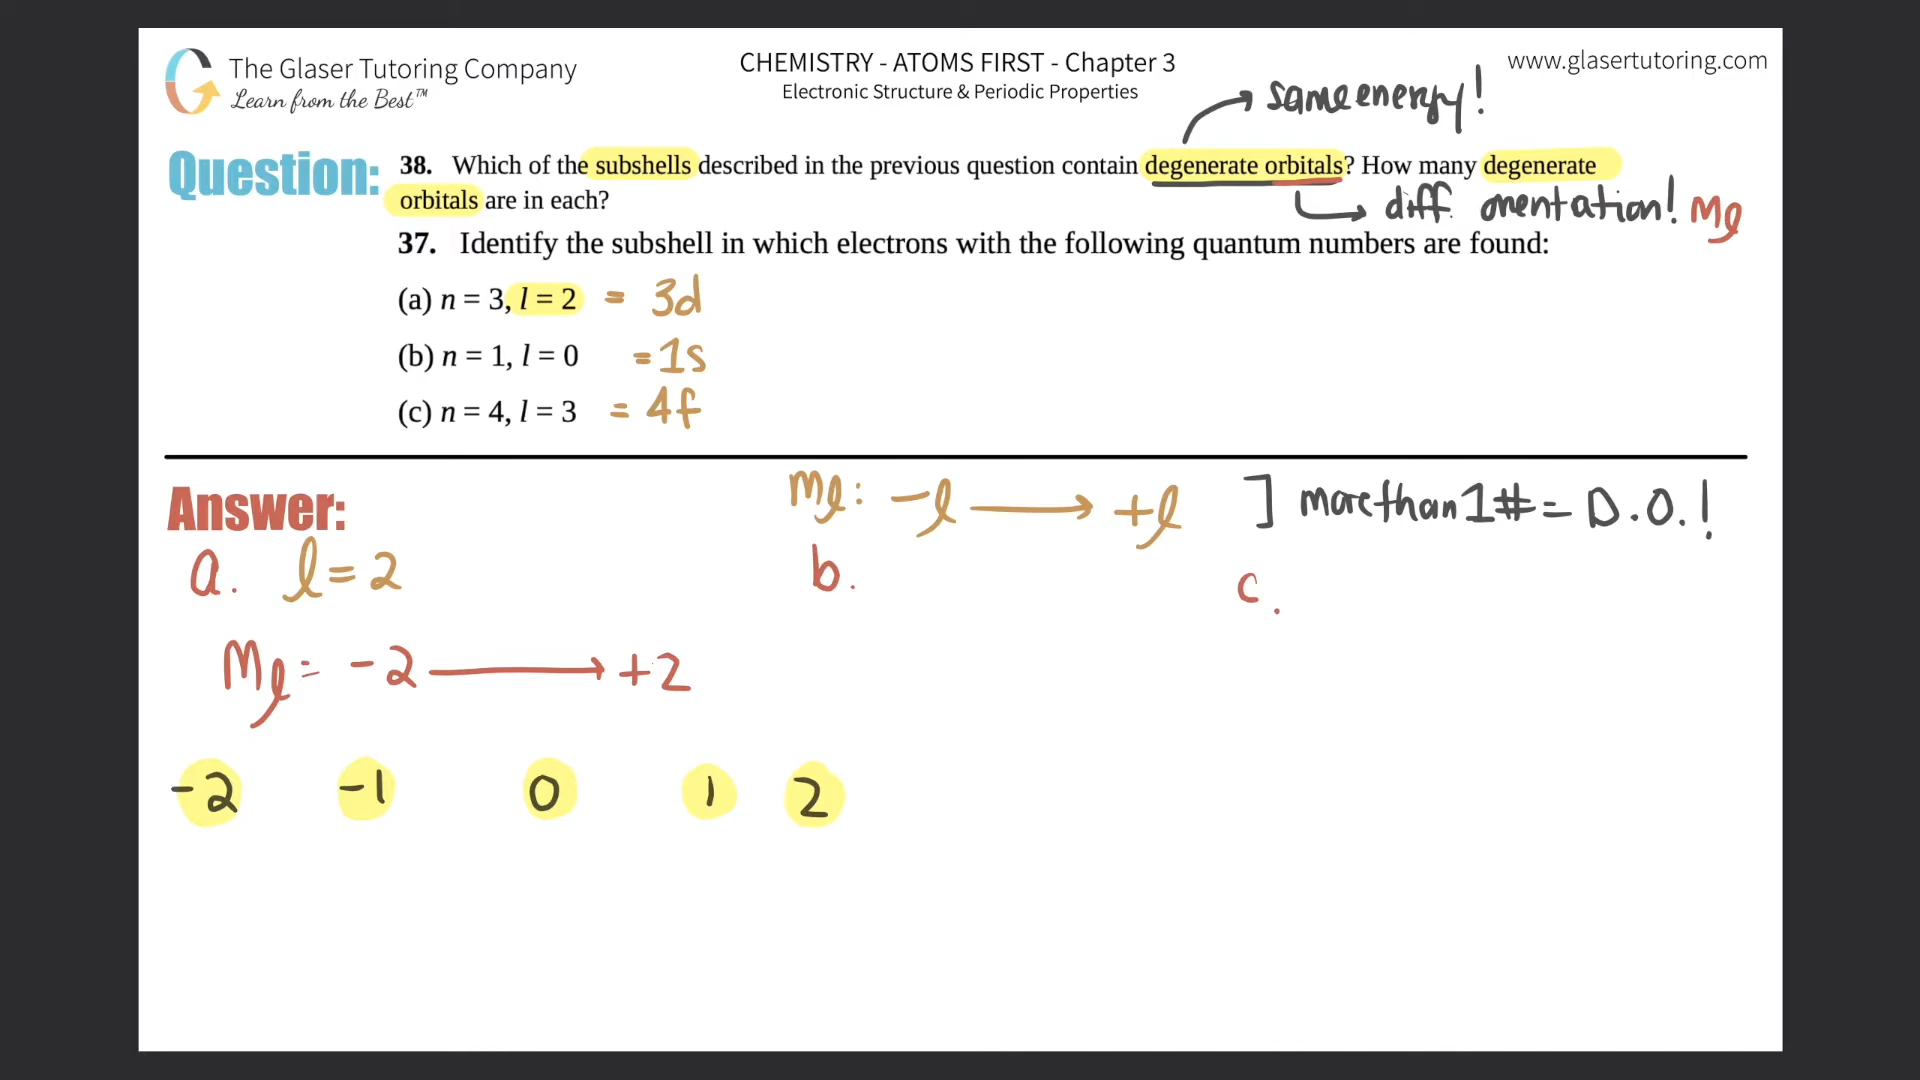 The Glaser Tutoring Company
Learn from the Best™
CHEMISTRY - ATOMS FIRST - Chapter 3
Electronic Structure & Periodic Properties
www.glasertutoring.com
same energy!
Question:
38. Which of the subshells described in the previous question contain degenerate orbitals? How many degenerate
orbitals are in each?
diff. orientation! Mℓ
37. Identify the subshell in which electrons with the following quantum numbers are found:
(a) n = 3, l = 2 = 3d
(b) n = 1, l = 0 = 1s
(c) n = 4, l = 3 = 4f
Answer:
Mℓ: -ℓ → +ℓ ] more than 1 # = D.O.!
a. ℓ = 2
b.
c.
Mℓ = -2 → +2
-2 -1 0 1 2